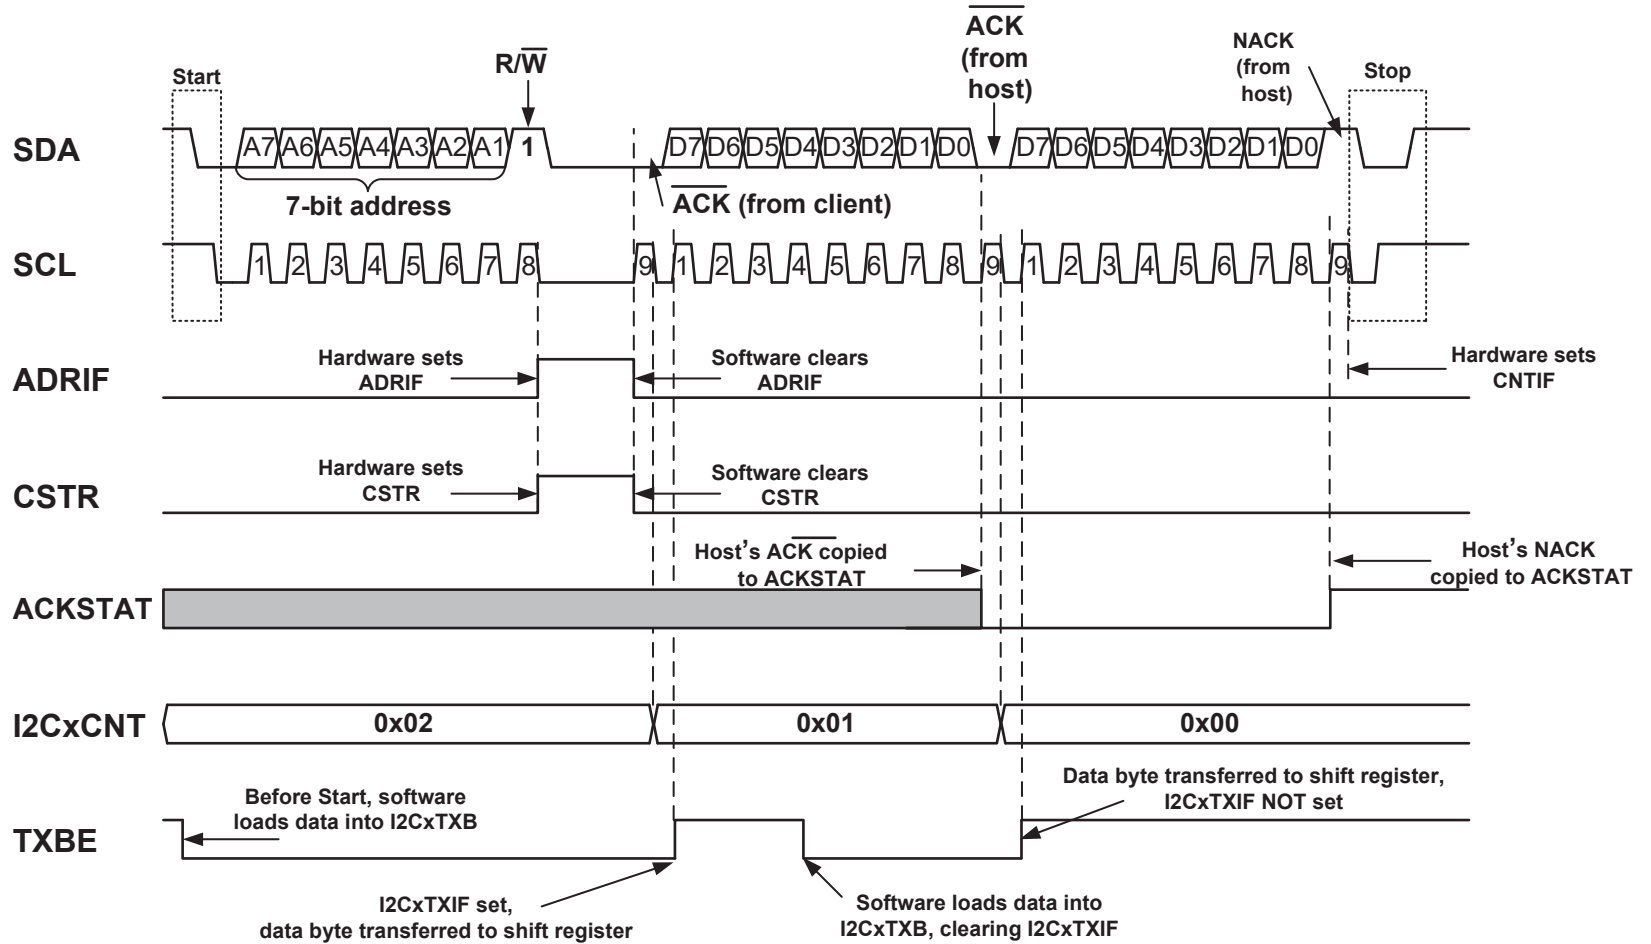 ACK
(from
host)
NACK
(from
host)
R/W
Start
Stop
SDA
A7 A6 A5 A4 A3 A2 A1 1 D7 D6 D5 D4 D3 D2 D1 D0 D7 D6 D5 D4 D3 D2 D1 D0
7-bit address
ACK (from client)
SCL
1 2 3 4 5 6 7 8 9 1 2 3 4 5 6 7 8 9 1 2 3 4 5 6 7 8 9
ADRIF
Hardware sets
ADRIF
Software clears
ADRIF
Hardware sets
CNTIF
CSTR
Hardware sets
CSTR
Software clears
CSTR
Host's ACK copied
to ACKSTAT
Host's NACK
copied to ACKSTAT
ACKSTAT
I2CxCNT
0x02
0x01
0x00
TXBE
Before Start, software
loads data into I2CxTXB
Data byte transferred to shift register,
I2CxTXIF NOT set
I2CxTXIF set,
data byte transferred to shift register
Software loads data into
I2CxTXB, clearing I2CxTXIF